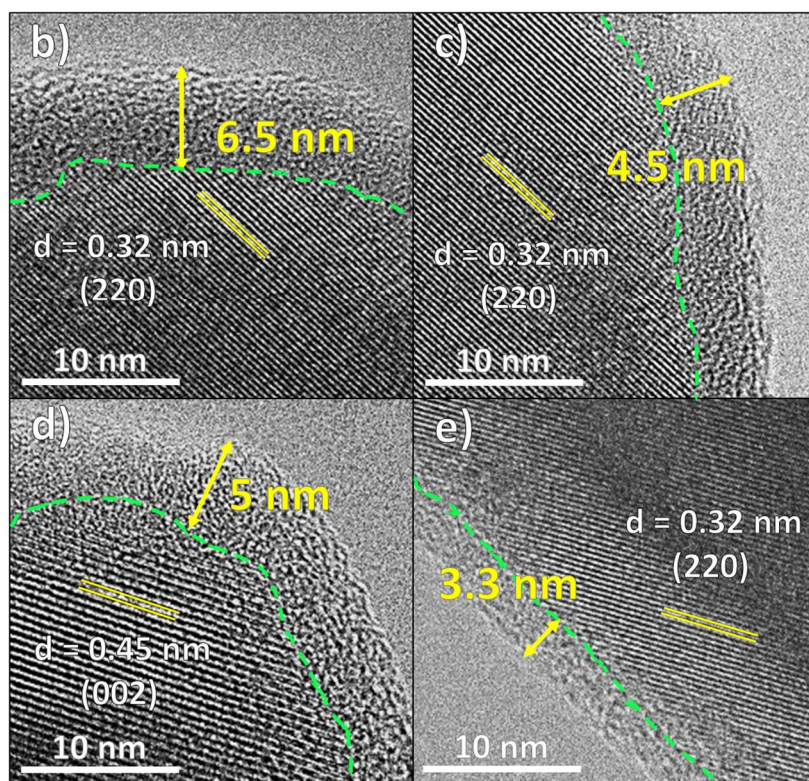 b)
6.5 nm
d = 0.32 nm
(220)
10 nm
c)
4.5 nm
d = 0.32 nm
(220)
10 nm
d)
5 nm
d = 0.45 nm
(002)
10 nm
e)
d = 0.32 nm
(220)
3.3 nm
10 nm